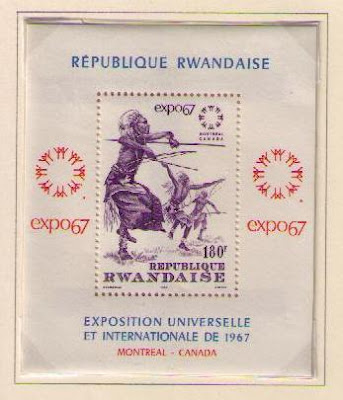 RÉPUBLIQUE RWANDAISE
expo67
MONTREAL
CANADA
expo67
expo67
180F
REPUBLIQUE
RWANDAISE
EXPOSITION UNIVERSELLE
ET INTERNATIONALE DE 1967
MONTREAL - CANADA